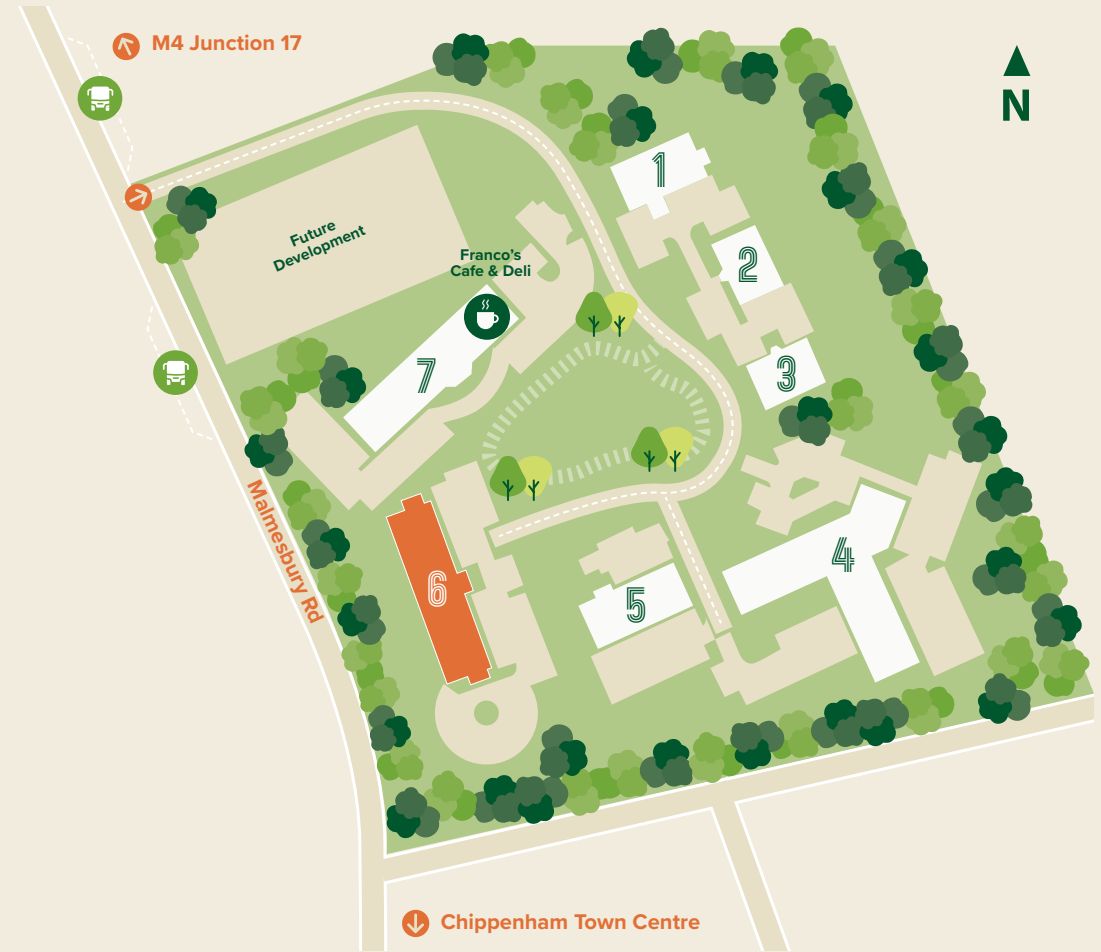 M4 Junction 17
N
1
Future
Development
2
Franco's
Cafe & Deli
7
3
Malmesbury Rd
4
6
5
Chippenham Town Centre